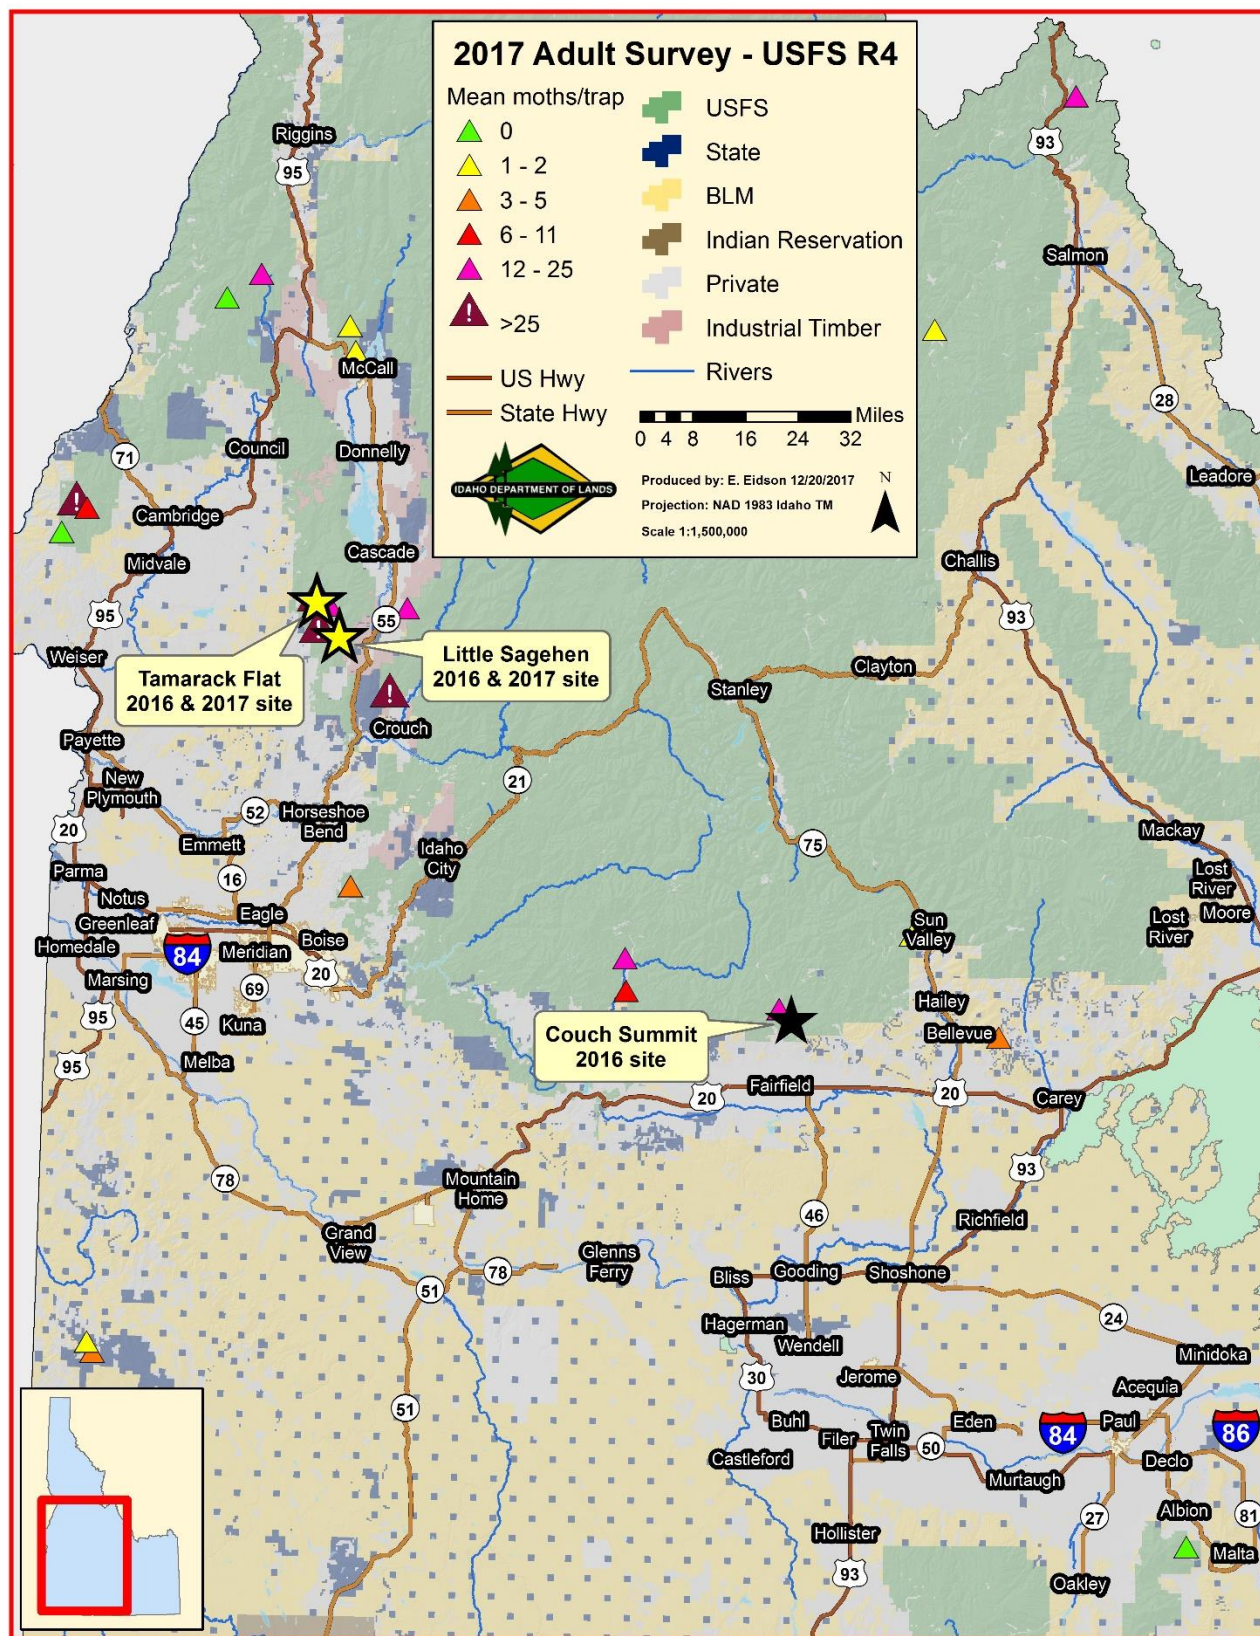 2017 Adult Survey - USFS R4
Mean moths/trap
0
1 - 2
3 - 5
6 - 11
12 - 25
!
>25
US Hwy
State Hwy
USFS
State
BLM
Indian Reservation
Private
Industrial Timber
Rivers
Miles
0 4 8 16 24 32
IDAHO DEPARTMENT OF LANDS
Produced by: E. Eidson 12/20/2017
Projection: NAD 1983 Idaho TM
Scale 1:1,500,000
N
Riggins
95
93
Salmon
28
Leadore
McCall
Council
Donnelly
71
!
Cambridge
Midvale
Cascade
Challis
93
95
55
Weiser
!
Tamarack Flat
2016 & 2017 site
Little Sagehen
2016 & 2017 site
Clayton
Stanley
!
Crouch
Payette
New
Plymouth
21
52
Horseshoe
Bend
20
Emmett
Idaho
City
75
Mackay
Parma
16
Lost
River
Moore
Notus
Greenleaf
Eagle
Lost
River
Homedale
84
Meridian
Boise
20
Sun
Valley
Marsing
69
95
45
Kuna
Hailey
Bellevue
Couch Summit
2016 site
95
Melba
20
Fairfield
20
Carey
78
Mountain
Home
93
46
Richfield
Grand
View
Glenns
Ferry
78
51
Bliss
Gooding
Shoshone
24
Hagerman
Wendell
Minidoka
30
Jerome
Acequia
51
Buhl
Filer
Twin
Falls
Eden
84
Paul
86
50
Castleford
Declo
Murtaugh
27
Albion
81
Hollister
Malta
93
Oakley